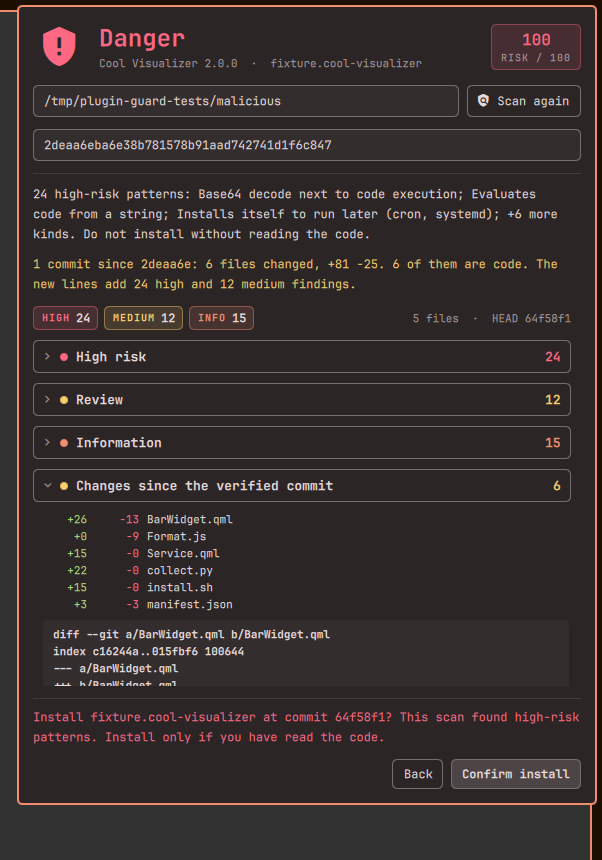 Danger
Cool Visualizer 2.0.0 · fixture.cool-visualizer
100
RISK / 100
/tmp/plugin-guard-tests/malicious
Scan again
2deaa6eba6e38b781578b91aad742741d1f6c847
24 high-risk patterns: Base64 decode next to code execution; Evaluates
code from a string; Installs itself to run later (cron, systemd); +6 more
kinds. Do not install without reading the code.
1 commit since 2deaa6e: 6 files changed, +81 -25. 6 of them are code. The
new lines add 24 high and 12 medium findings.
HIGH 24 MEDIUM 12 INFO 15 5 files · HEAD 64f58f1
High risk 24
Review 12
Information 15
Changes since the verified commit 6
+26 -13 BarWidget.qml
+0 -9 Format.js
+15 -0 Service.qml
+22 -0 collect.py
+15 -0 install.sh
+3 -3 manifest.json
diff --git a/BarWidget.qml b/BarWidget.qml
index c16244a..015fbf6 100644
--- a/BarWidget.qml
+++ b/BarWidget.qml
Install fixture.cool-visualizer at commit 64f58f1? This scan found high-risk
patterns. Install only if you have read the code.
Back Confirm install